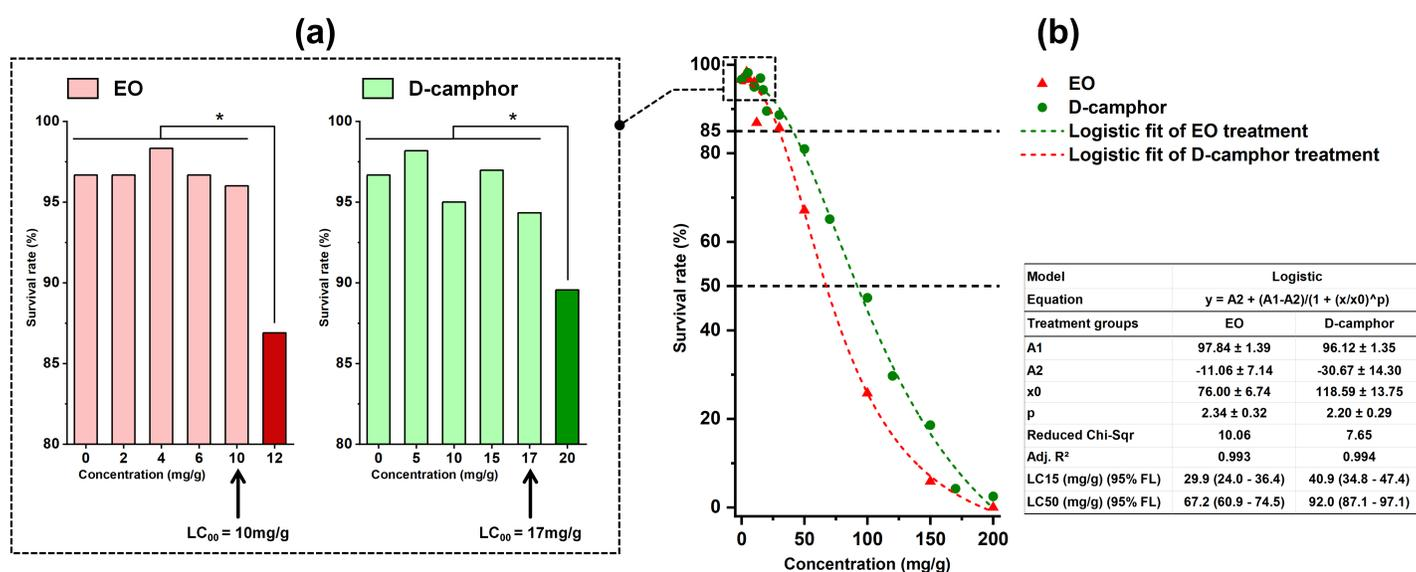 (a)
EO
D-camphor
*
*
100
95
90
85
80
Survival rate (%)
0 2 4 6 10 12
Concentration (mg/g)
LC00 = 10mg/g
100
95
90
85
80
Survival rate (%)
0 5 10 15 17 20
Concentration (mg/g)
LC00 = 17mg/g
(b)
100
85
80
60
50
40
20
0
Survival rate (%)
0 50 100 150 200
Concentration (mg/g)
EO
D-camphor
Logistic fit of EO treatment
Logistic fit of D-camphor treatment
Model Logistic
Equation y = A2 + (A1-A2)/(1 + (x/x0)^p)
Treatment groups EO D-camphor
A1 97.84 ± 1.39 96.12 ± 1.35
A2 -11.06 ± 7.14 -30.67 ± 14.30
x0 76.00 ± 6.74 118.59 ± 13.75
p 2.34 ± 0.32 2.20 ± 0.29
Reduced Chi-Sqr 10.06 7.65
Adj. R² 0.993 0.994
LC15 (mg/g) (95% FL) 29.9 (24.0 - 36.4) 40.9 (34.8 - 47.4)
LC50 (mg/g) (95% FL) 67.2 (60.9 - 74.5) 92.0 (87.1 - 97.1)